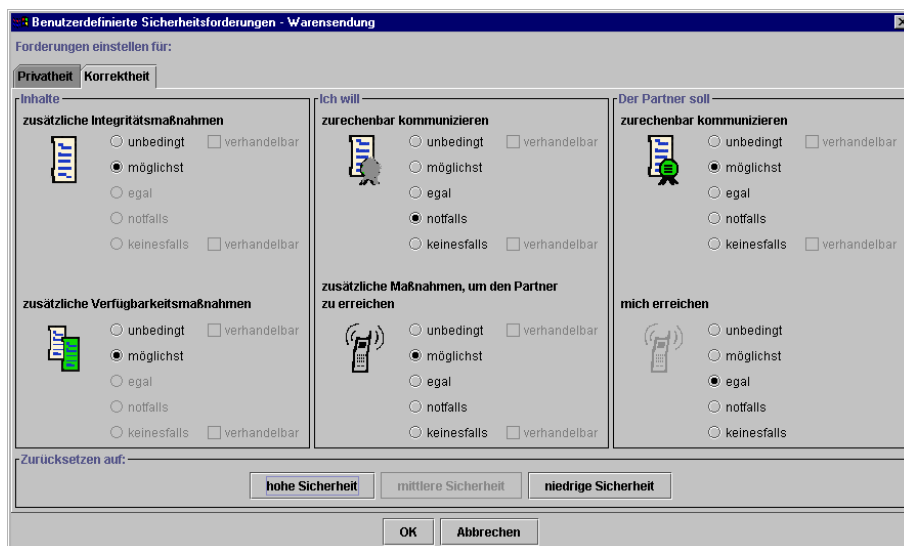 Benutzerdefinierte Sicherheitsforderungen - Warensendung
Forderungen einstellen für:
Privatheit Korrektheit
Inhalte
zusätzliche Integritätsmaßnahmen
unbedingt verhandelbar
möglichst
egal
notfalls
keinesfalls verhandelbar
zusätzliche Verfügbarkeitsmaßnahmen
unbedingt verhandelbar
möglichst
egal
notfalls
keinesfalls verhandelbar
Ich will
zurechenbar kommunizieren
unbedingt verhandelbar
möglichst
egal
notfalls
keinesfalls verhandelbar
zusätzliche Maßnahmen, um den Partner
zu erreichen
unbedingt verhandelbar
möglichst
egal
notfalls
keinesfalls verhandelbar
Der Partner soll
zurechenbar kommunizieren
unbedingt verhandelbar
möglichst
egal
notfalls
keinesfalls verhandelbar
mich erreichen
unbedingt
möglichst
egal
notfalls
keinesfalls
Zurücksetzen auf:
hohe Sicherheit mittlere Sicherheit niedrige Sicherheit
OK Abbrechen